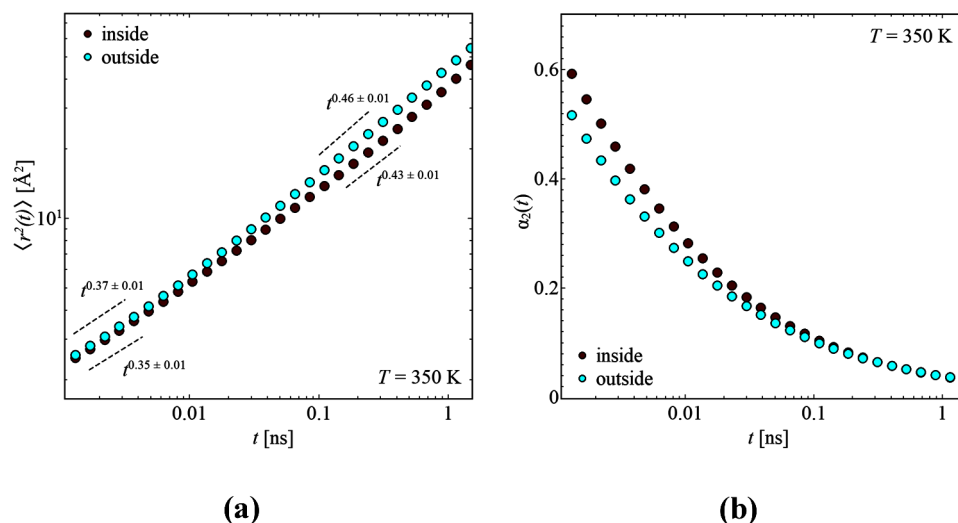 inside
outside
t^0.46 ± 0.01
t^0.43 ± 0.01
t^0.37 ± 0.01
t^0.35 ± 0.01
⟨r²(t)⟩ [Å²]
10¹
T = 350 K
0.01 0.1 1
t [ns]
(a)
T = 350 K
0.6
0.4
0.2
0
α₂(t)
inside
outside
0.01 0.1 1
t [ns]
(b)